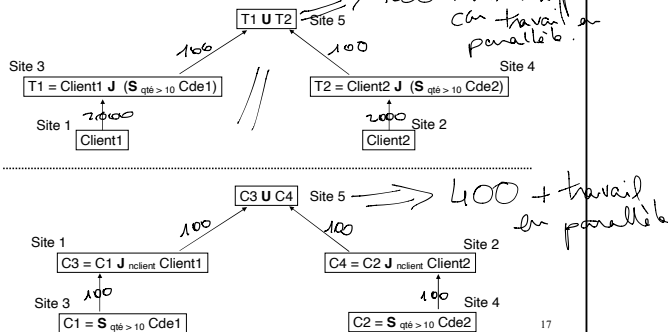 T1 U T2 Site 5
car travail en
parallèle.
100 100
Site 3 Site 4
T1 = Client1 J (S qté > 10 Cde1) T2 = Client2 J (S qté > 10 Cde2)
2000 2000
Site 1 Site 2
Client1 Client2
C3 U C4 Site 5 400 + travail
en parallèle
100 100
Site 1 Site 2
C3 = C1 J nclient Client1 C4 = C2 J nclient Client2
100 100
Site 3 Site 4
C1 = S qté > 10 Cde1 C2 = S qté > 10 Cde2
17